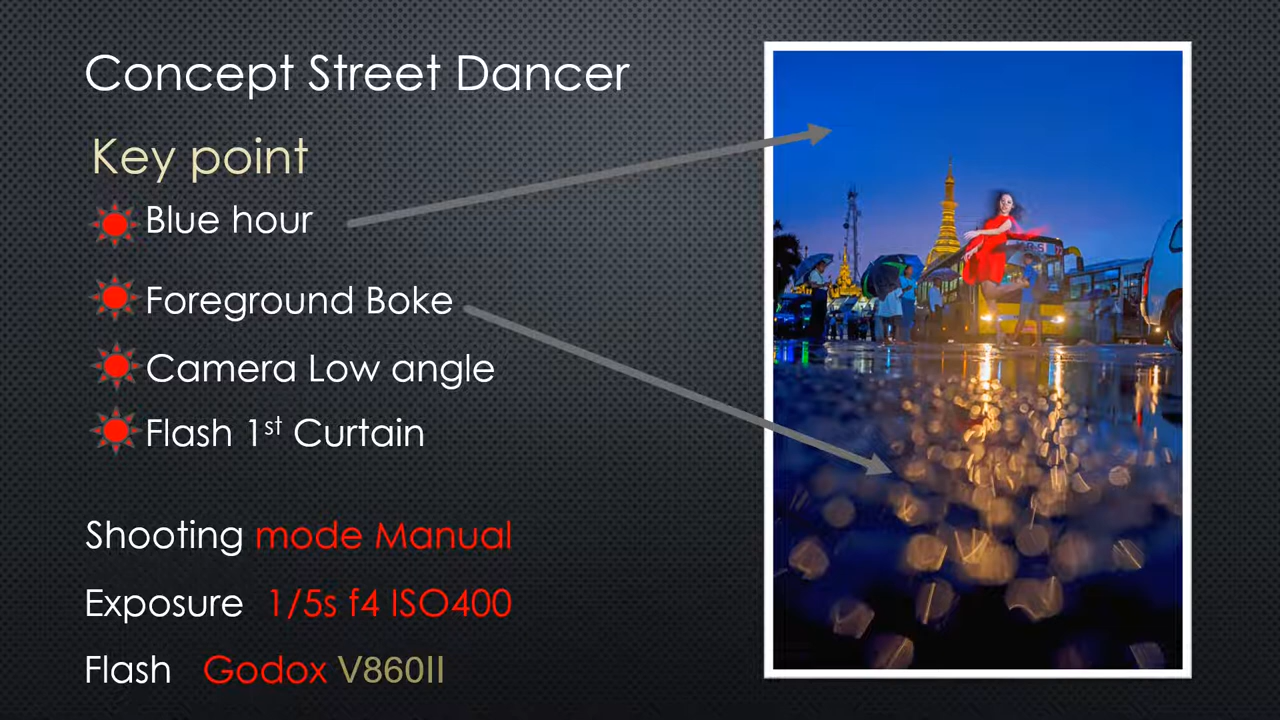 Concept Street Dancer
Key point
Blue hour
Foreground Boke
Camera Low angle
Flash 1st Curtain
Shooting mode Manual
Exposure 1/5s f4 ISO400
Flash Godox V860II